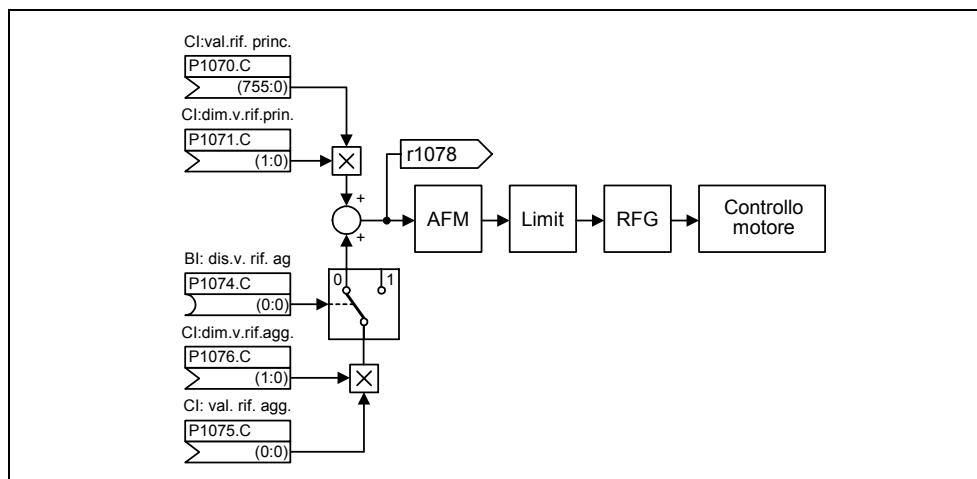 CI:val.rif. princ.
P1070.C
(755:0)
CI:dim.v.rif.prin.
P1071.C
(1:0)
r1078
+
+
AFM
Limit
RFG
Controllo
motore
BI: dis.v. rif. ag
P1074.C
(0:0)
0
1
CI:dim.v.rif.agg.
P1076.C
(1:0)
CI: val. rif. agg.
P1075.C
(0:0)